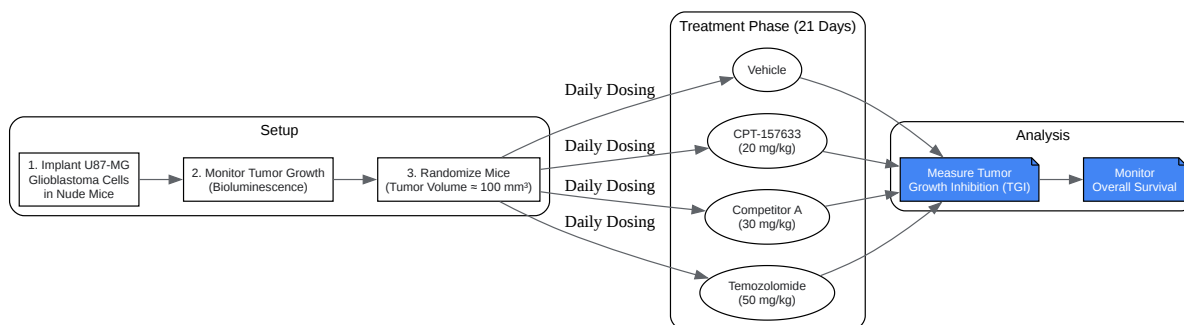 Setup
1. Implant U87-MG
Glioblastoma Cells
in Nude Mice
2. Monitor Tumor Growth
(Bioluminescence)
3. Randomize Mice
(Tumor Volume ≈ 100 mm³)
Daily Dosing
Daily Dosing
Daily Dosing
Daily Dosing
Treatment Phase (21 Days)
Vehicle
CPT-157633
(20 mg/kg)
Competitor A
(30 mg/kg)
Temozolomide
(50 mg/kg)
Analysis
Measure Tumor
Growth Inhibition (TGI)
Monitor
Overall Survival